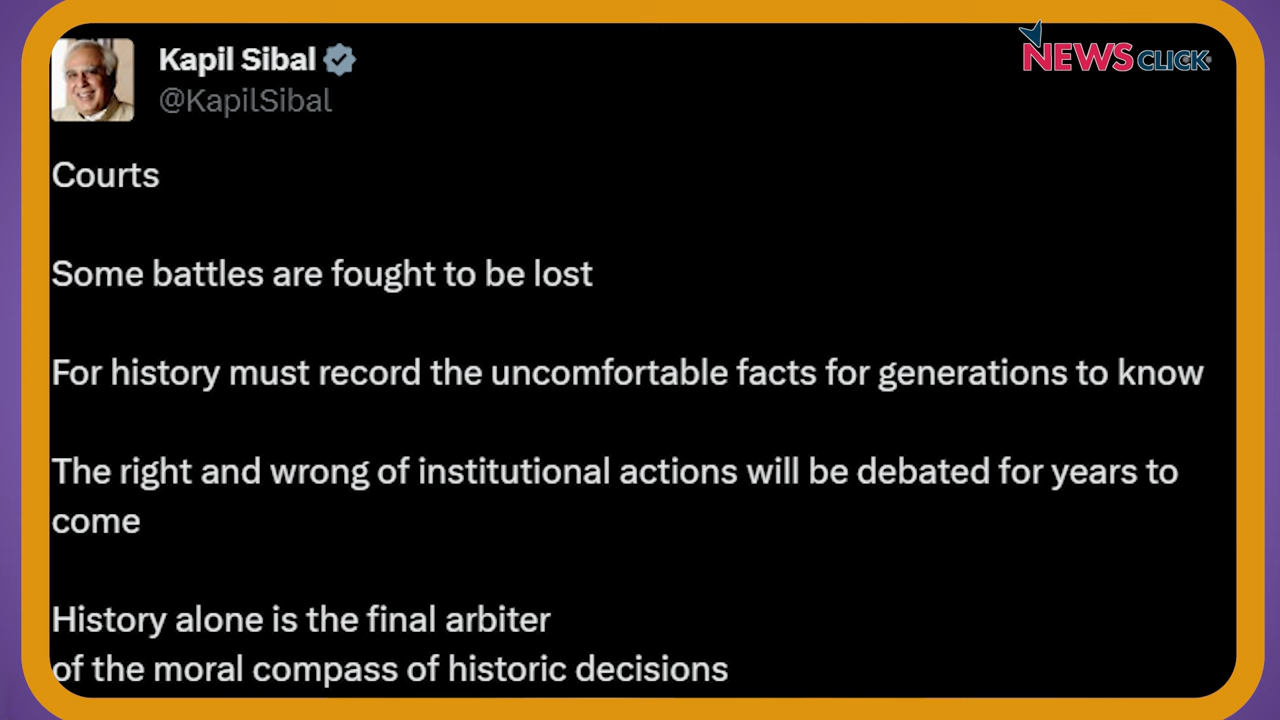 Kapil Sibal
@KapilSibal
NEWSCLICK
Courts
Some battles are fought to be lost
For history must record the uncomfortable facts for generations to know
The right and wrong of institutional actions will be debated for years to
come
History alone is the final arbiter
of the moral compass of historic decisions